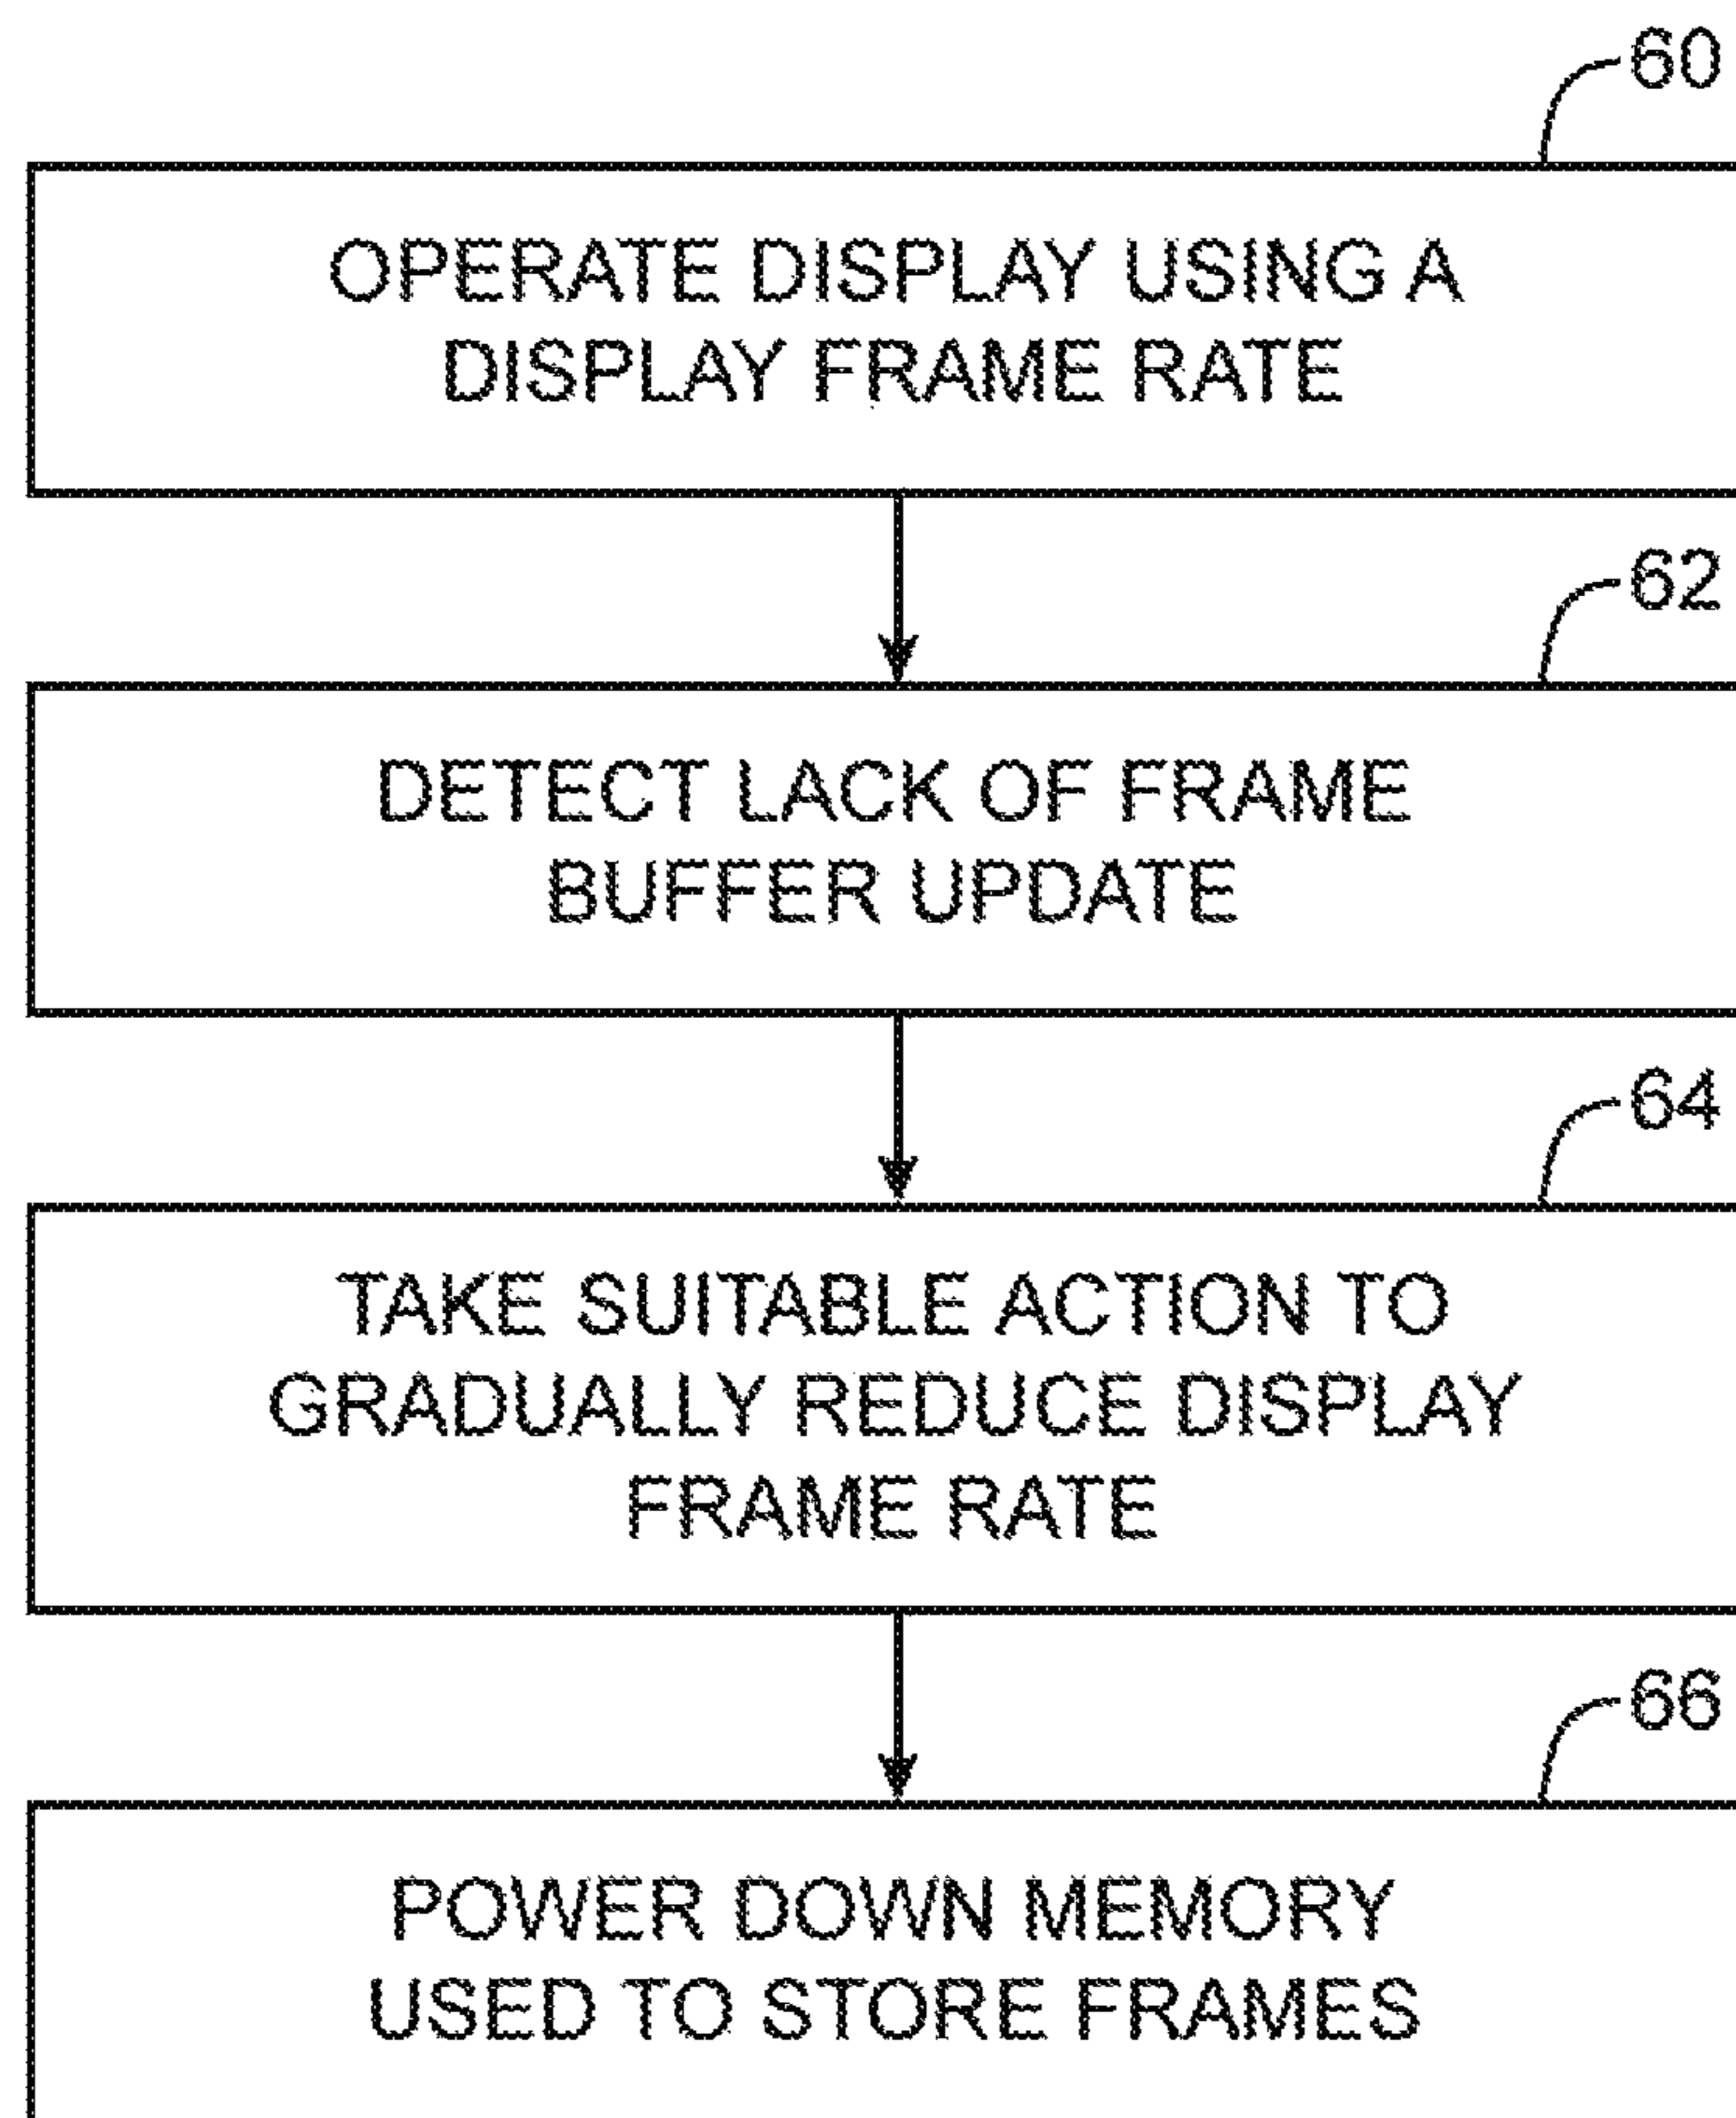 60
OPERATE DISPLAY USING A
DISPLAY FRAME RATE
62
DETECT LACK OF FRAME
BUFFER UPDATE
64
TAKE SUITABLE ACTION TO
GRADUALLY REDUCE DISPLAY
FRAME RATE
66
POWER DOWN MEMORY
USED TO STORE FRAMES